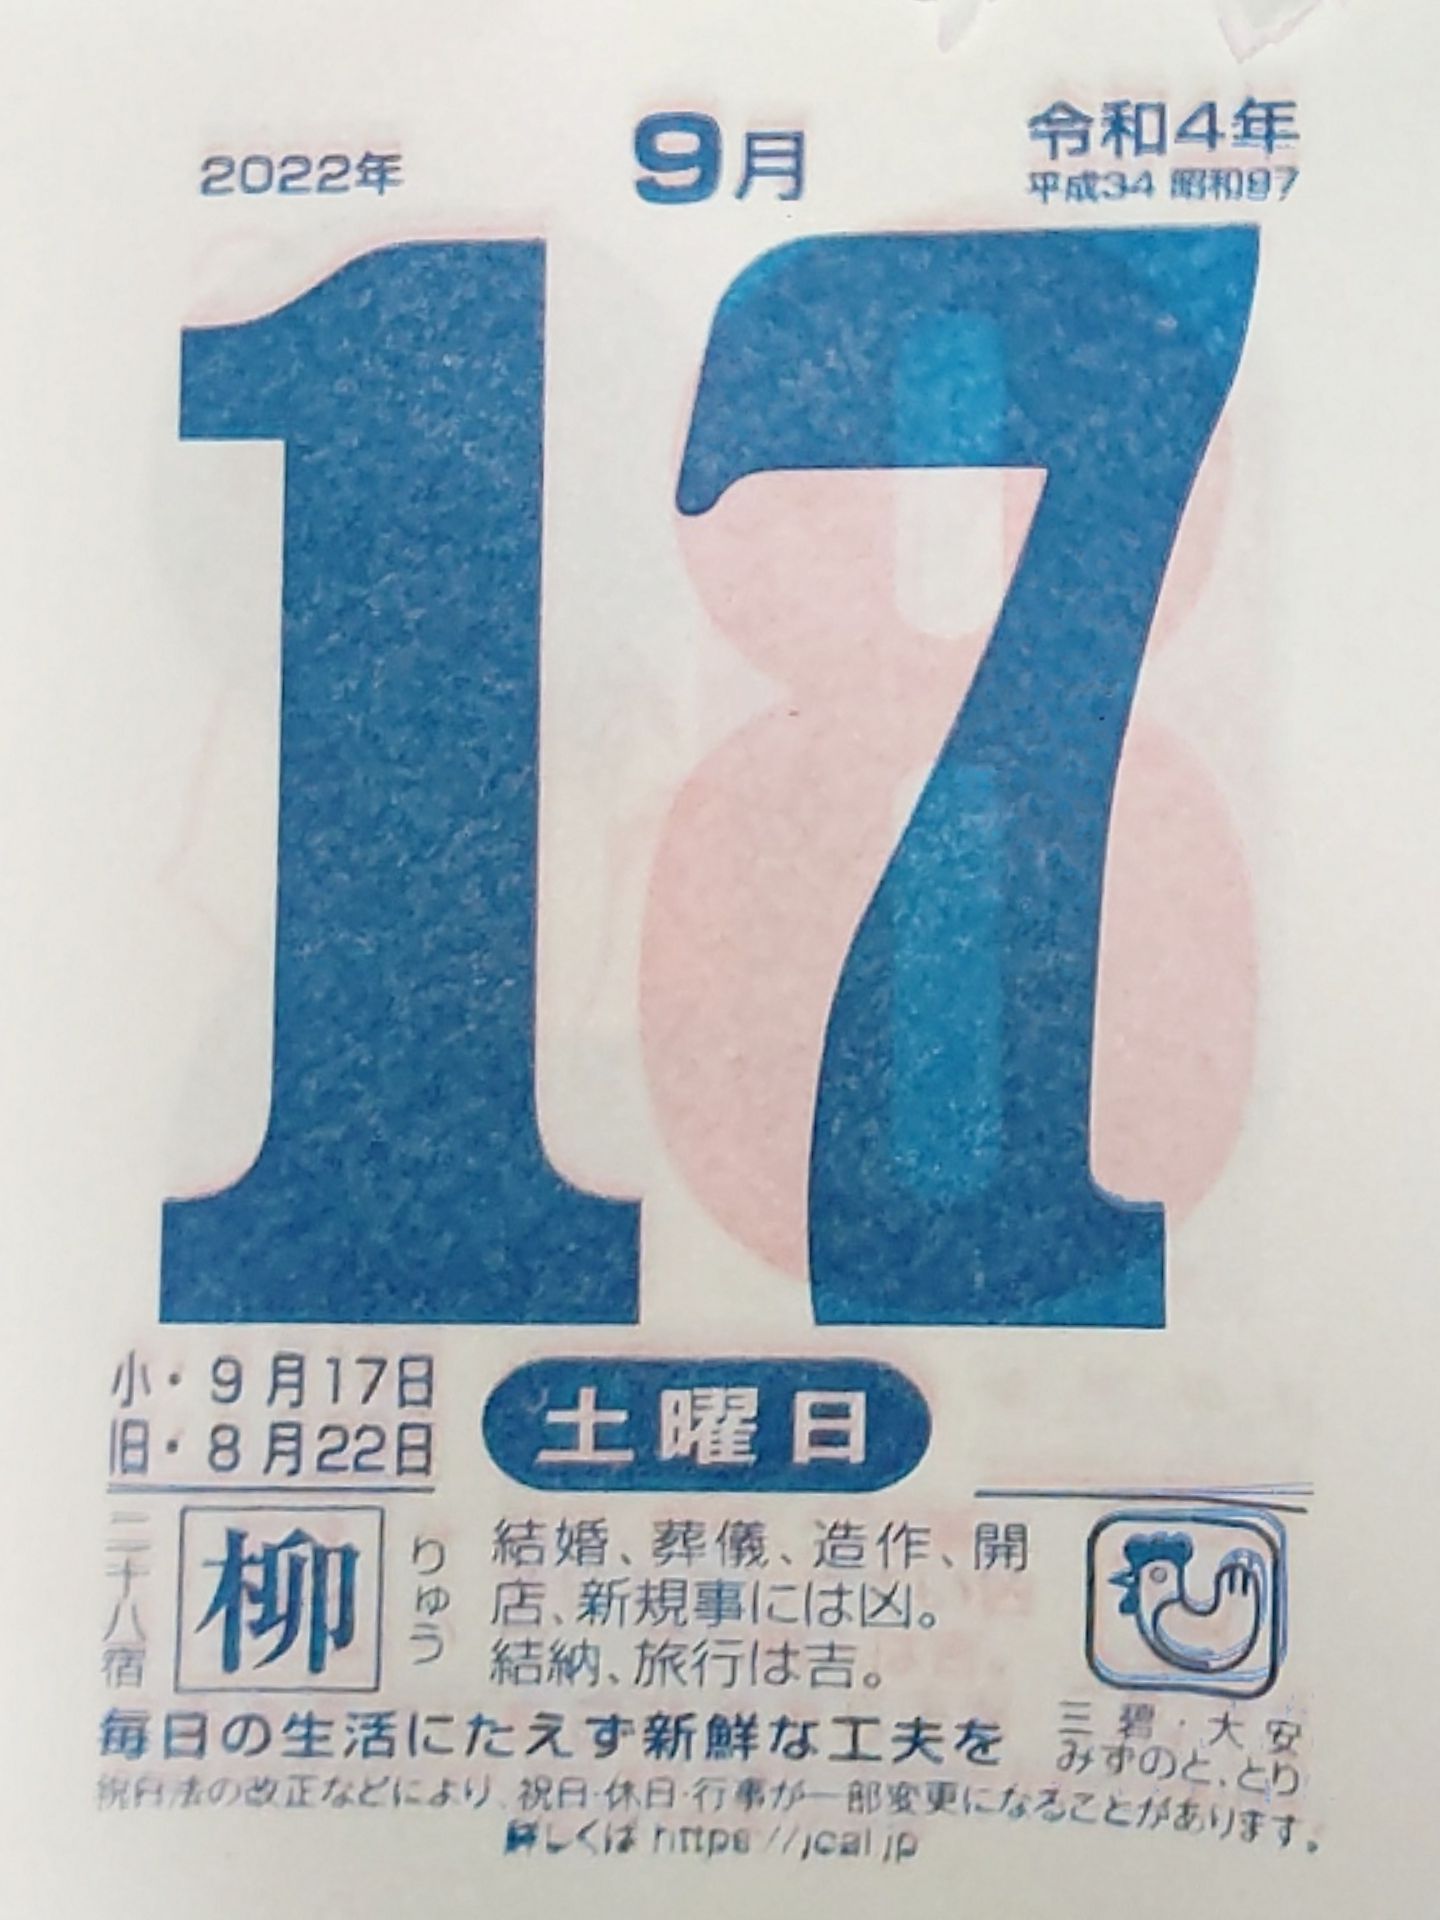 2022年
9月
令和4年
平成34 昭和97
17
小・9月17日
旧・8月22日
土曜日
二十八宿
柳
りゅう
結婚、葬儀、造作、開
店、新規事には凶。
結納、旅行は吉。
三碧・大安
みずのと、とり
毎日の生活にたえず新鮮な工夫を
祝日法の改正などにより、祝日・休日・行事が一部変更になることがあります。
詳しくは https://jcal.jp